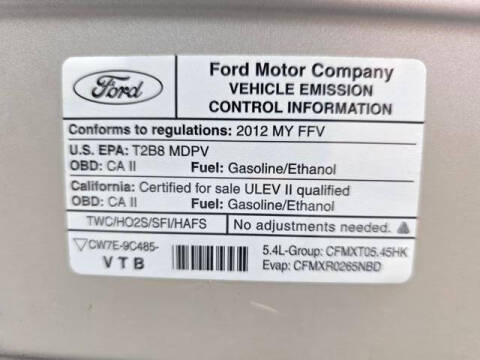 Ford
Ford Motor Company
VEHICLE EMISSION
CONTROL INFORMATION
Conforms to regulations: 2012 MY FFV
U.S. EPA: T2B8 MDPV
OBD: CA II Fuel: Gasoline/Ethanol
California: Certified for sale ULEV II qualified
OBD: CA II Fuel: Gasoline/Ethanol
TWC/HO2S/SFI/HAFS No adjustments needed.
CW7E-9C485- 5.4L-Group: CFMXT05.45HK
VTB Evap: CFMXR0265NBD